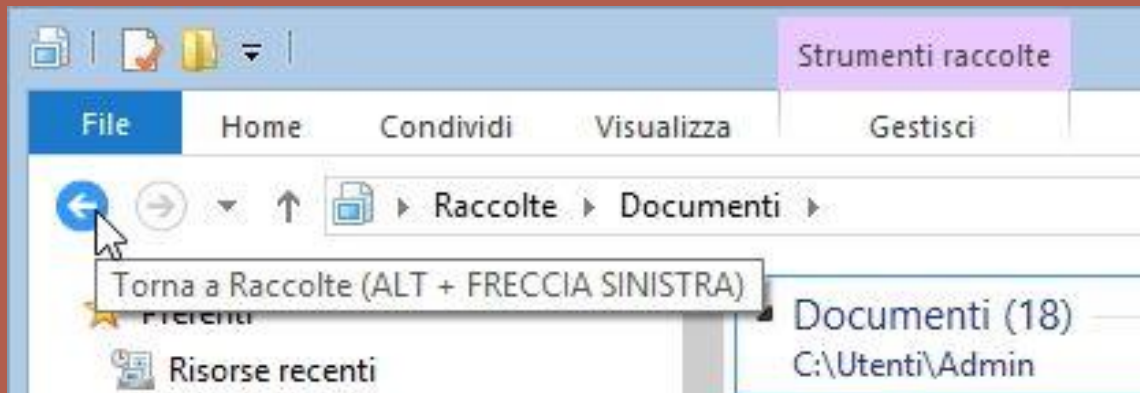 Strumenti raccolte
File Home Condividi Visualizza Gestisci
Raccolte Documenti
Torna a Raccolte (ALT + FRECCIA SINISTRA)
Documenti (18)
Risorse recenti
C:\Utenti\Admin